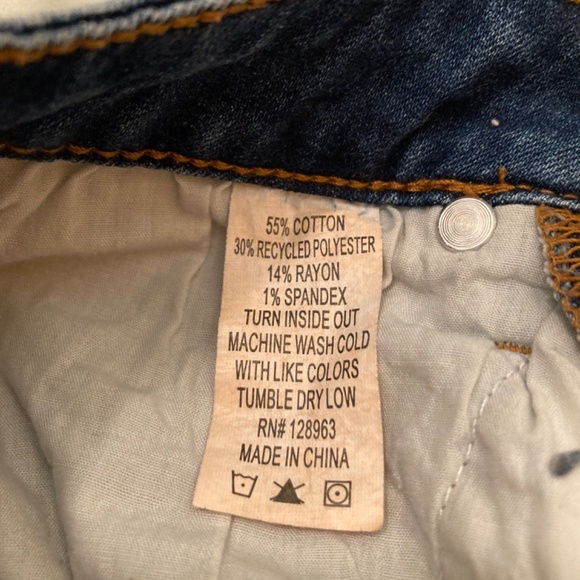 55% COTTON
30% RECYCLED POLYESTER
14% RAYON
1% SPANDEX
TURN INSIDE OUT
MACHINE WASH COLD
WITH LIKE COLORS
TUMBLE DRY LOW
RN# 128963
MADE IN CHINA